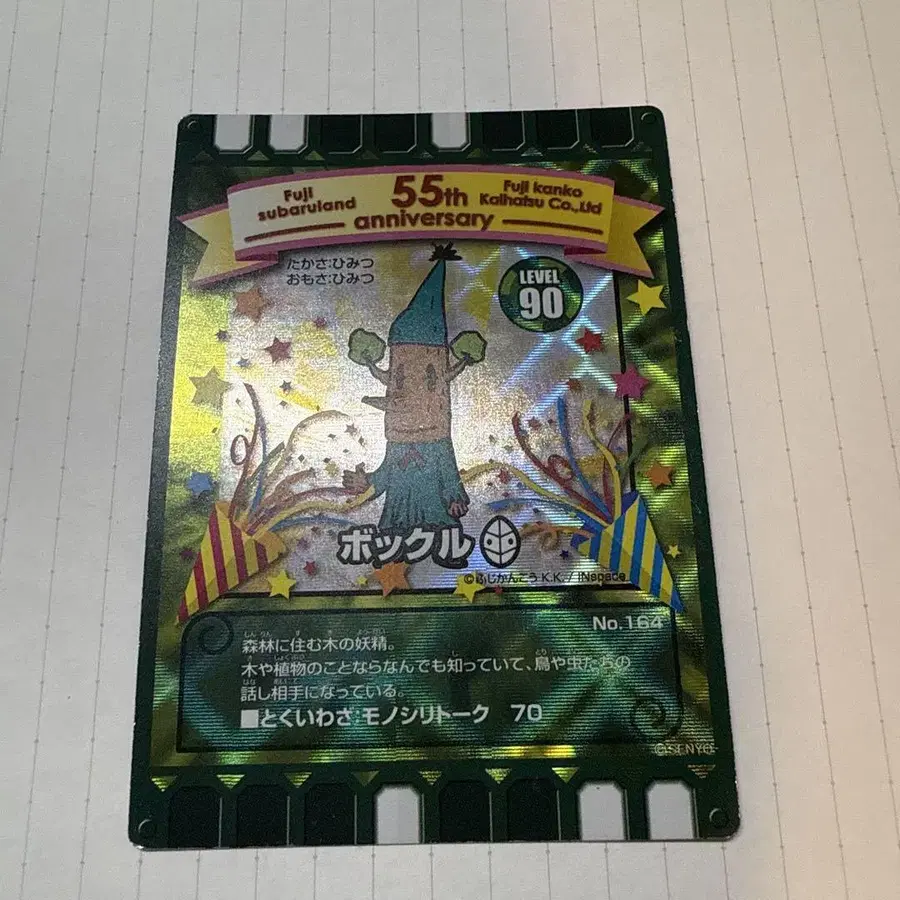 Fuji subaruland
55th anniversary
Fuji kanko Kaihatsu Co.,Ltd
たかさ:ひみつ
おもさ:ひみつ
LEVEL
90
ボックル
©ふじかんこう K.K. / INspace
No.164
森林に住む木の妖精。
木や植物のことならなんでも知っていて、鳥や虫たちの
話し相手になっている。
■とくいわざ:モノシリトーク 70
©SENYEE